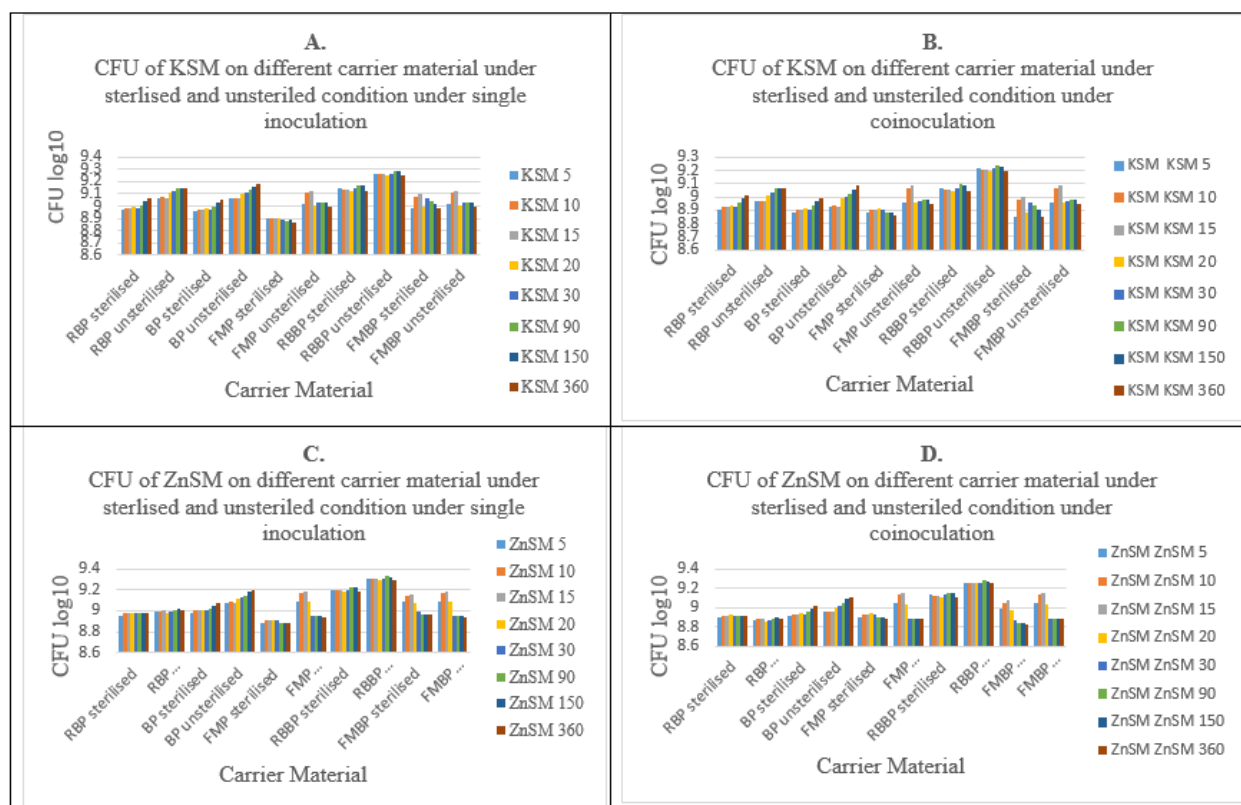 A.
CFU of KSM on different carrier material under
sterlised and unsteriled condition under single
inoculation
CFU log10
9.4
9.3
9.2
9.1
9
8.9
8.8
8.7
8.6
RBP sterilised
RBP unsterilised
BP sterilised
BP unsterilised
FMP sterilised
FMP unsterilised
RBBP sterilised
RBBP unsterilised
FMBP sterilised
FMBP unsterilised
Carrier Material
KSM 5
KSM 10
KSM 15
KSM 20
KSM 30
KSM 90
KSM 150
KSM 360
B.
CFU of KSM on different carrier material under
sterlised and unsteriled condition under
coinoculation
CFU log10
9.3
9.2
9.1
9
8.9
8.8
8.7
8.6
RBP sterilised
RBP unsterilised
BP sterilised
BP unsterilised
FMP sterilised
FMP unsterilised
RBBP sterilised
RBBP unsterilised
FMBP sterilised
FMBP unsterilised
Carrier Material
KSM KSM 5
KSM KSM 10
KSM KSM 15
KSM KSM 20
KSM KSM 30
KSM KSM 90
KSM KSM 150
KSM KSM 360
C.
CFU of ZnSM on different carrier material under
sterlised and unsteriled condition under single
inoculation
CFU log10
9.4
9.2
9
8.8
8.6
RBP sterilised
RBP...
BP sterilised
BP unsterilised
FMP sterilised
FMP...
RBBP sterilised
RBBP...
FMBP sterilised
FMBP...
Carrier Material
ZnSM 5
ZnSM 10
ZnSM 15
ZnSM 20
ZnSM 30
ZnSM 90
ZnSM 150
ZnSM 360
D.
CFU of ZnSM on different carrier material under
sterlised and unsteriled condition under
coinoculation
CFU log10
9.4
9.2
9
8.8
8.6
RBP sterilised
RBP...
BP sterilised
BP unsterilised
FMP sterilised
FMP...
RBBP sterilised
RBBP...
FMBP...
FMBP...
Carrier Material
ZnSM ZnSM 5
ZnSM ZnSM 10
ZnSM ZnSM 15
ZnSM ZnSM 20
ZnSM ZnSM 30
ZnSM ZnSM 90
ZnSM ZnSM 150
ZnSM ZnSM 360